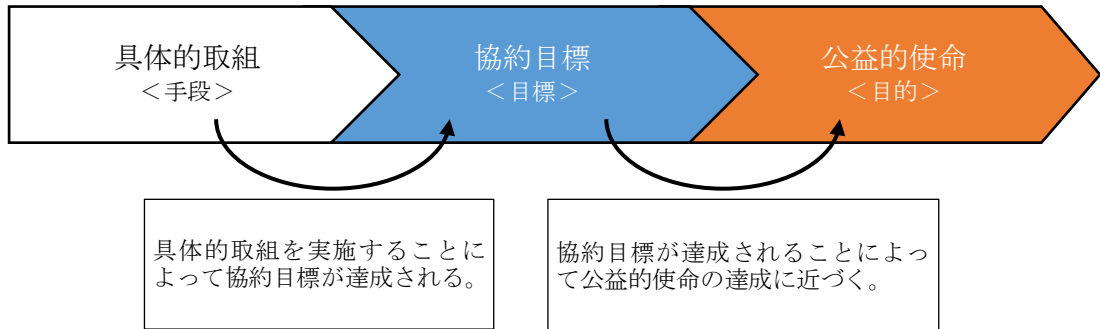 具体的取組
＜手段＞
協約目標
＜目標＞
公益的使命
＜目的＞
具体的取組を実施することに
よって協約目標が達成される。
協約目標が達成されることによっ
て公益的使命の達成に近づく。